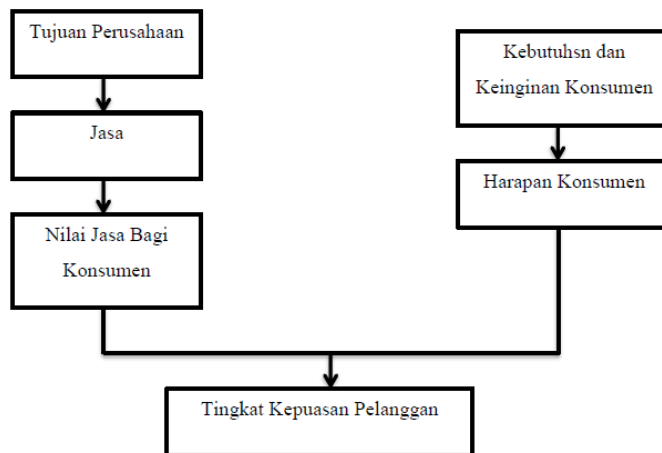 Tujuan Perusahaan
Jasa
Nilai Jasa Bagi
Konsumen
Kebutuhsn dan
Keinginan Konsumen
Harapan Konsumen
Tingkat Kepuasan Pelanggan